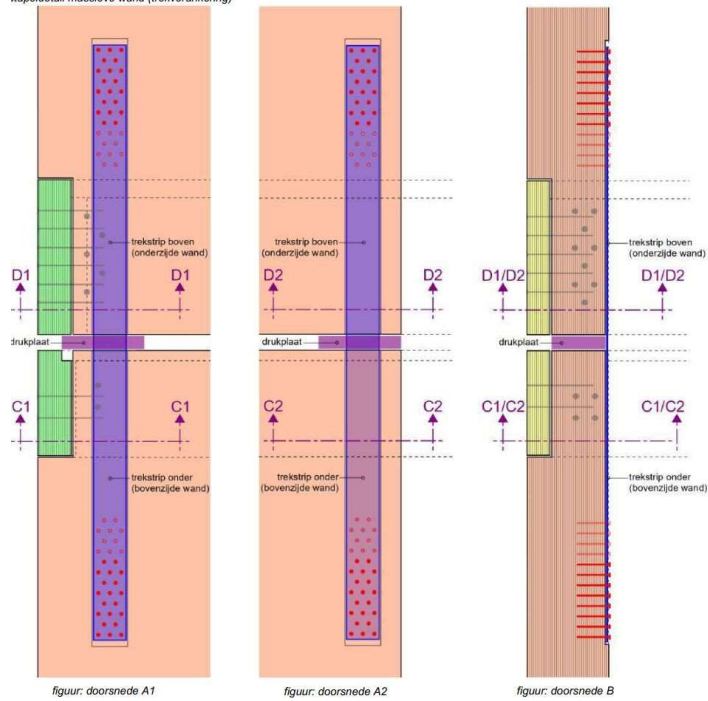 koppeldetail massieve wand (trekverankering)
trekstrip boven
(onderzijde wand)
D1 D1
drukplaat
C1 C1
trekstrip onder
(bovenzijde wand)
figuur: doorsnede A1
trekstrip boven
(onderzijde wand)
D2 D2
drukplaat
C2 C2
trekstrip onder
(bovenzijde wand)
figuur: doorsnede A2
trekstrip boven
(onderzijde wand)
D1/D2 D1/D2
drukplaat
C1/C2 C1/C2
trekstrip onder
(bovenzijde wand)
figuur: doorsnede B